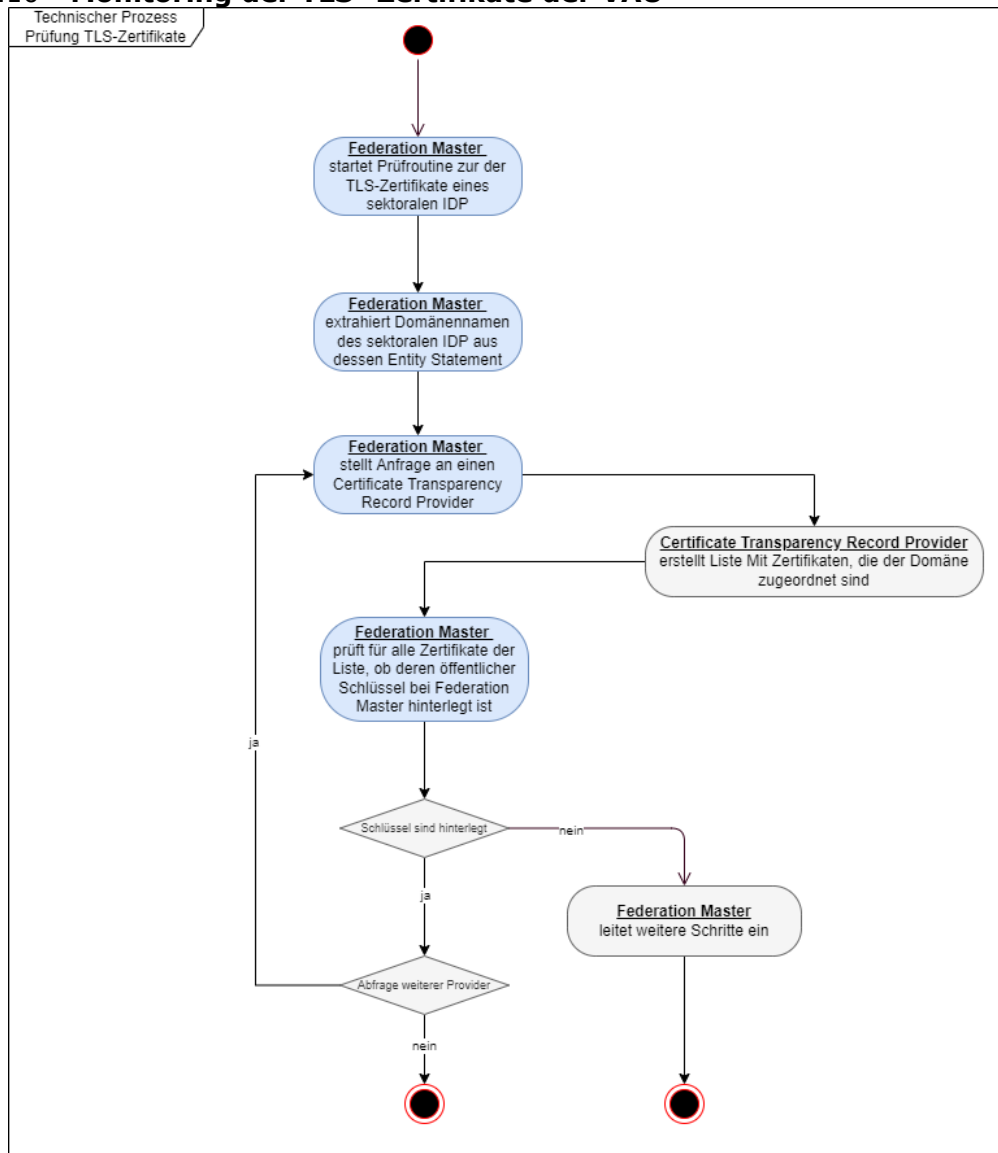 Technischer Prozess
Prüfung TLS-Zertifikate
Federation Master
startet Prüfroutine zur der
TLS-Zertifikate eines
sektoralen IDP
Federation Master
extrahiert Domänennamen
des sektoralen IDP aus
dessen Entity Statement
Federation Master
stellt Anfrage an einen
Certificate Transparency
Record Provider
Certificate Transparency Record Provider
erstellt Liste Mit Zertifikaten, die der Domäne
zugeordnet sind
Federation Master
prüft für alle Zertifikate der
Liste, ob deren öffentlicher
Schlüssel bei Federation
Master hinterlegt ist
ja
Schlüssel sind hinterlegt
nein
ja
Federation Master
leitet weitere Schritte ein
Abfrage weiterer Provider
nein